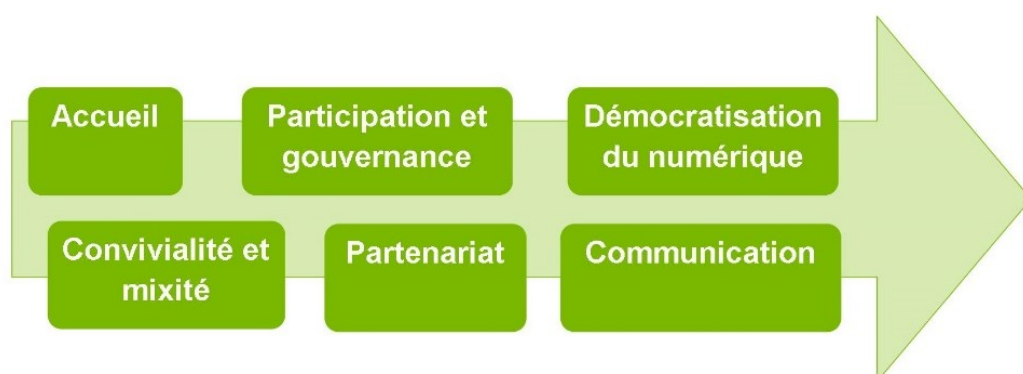 Accueil
Participation et
gouvernance
Démocratisation
du numérique
Convivialité et
mixité
Partenariat
Communication